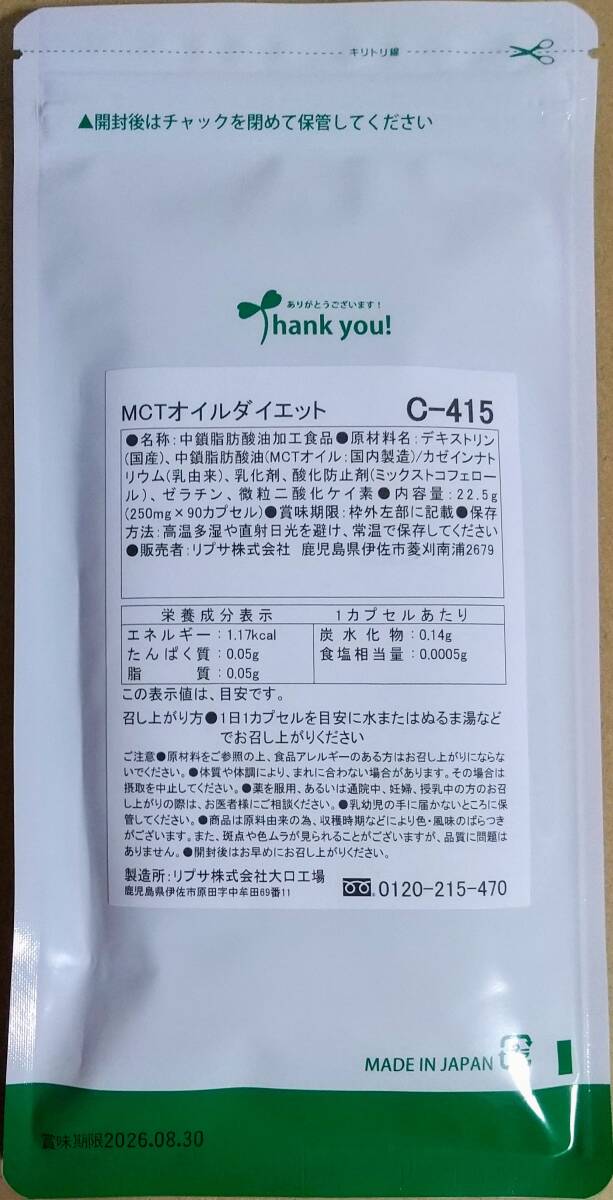 キリトリ線
▲開封後はチャックを閉めて保管してください
ありがとうございます！
Thank you!
MCTオイルダイエット C-415
●名称:中鎖脂肪酸油加工食品●原材料名:デキストリン
(国産)、中鎖脂肪酸油(MCTオイル:国内製造)/カゼインナト
リウム(乳由来)、乳化剤、酸化防止剤(ミックストコフェロー
ル)、ゼラチン、微粒二酸化ケイ素●内容量:22.5g
(250mg×90カプセル)●賞味期限:枠外左部に記載●保存
方法:高温多湿や直射日光を避け、常温で保存してください
●販売者:リプサ株式会社 鹿児島県伊佐市菱刈南浦2679
栄養成分表示 1カプセルあたり
エネルギー:1.17kcal 炭水化物:0.14g
たんぱく質:0.05g 食塩相当量:0.0005g
脂質:0.05g
この表示値は、目安です。
召し上がり方●1日1カプセルを目安に水またはぬるま湯など
でお召し上がりください
ご注意●原材料をご参照の上、食品アレルギーのある方はお召し上がりにならな
いでください。●体質や体調により、まれに合わない場合があります。その場合は
摂取を中止してください。●薬を服用、あるいは通院中、妊婦、授乳中の方のお召
し上がりの際は、お医者様にご相談ください。●乳幼児の手に届かないところに保
管してください。●商品は原料由来の為、収穫時期などにより色・風味のばらつき
がございます。また、斑点や色ムラが見られることがございますが、品質に問題は
ありません。●開封後はお早めにお召し上がりください。
製造所:リプサ株式会社大口工場
鹿児島県伊佐市原田字中牟田69番11 0120-215-470
MADE IN JAPAN
賞味期限2026.08.30